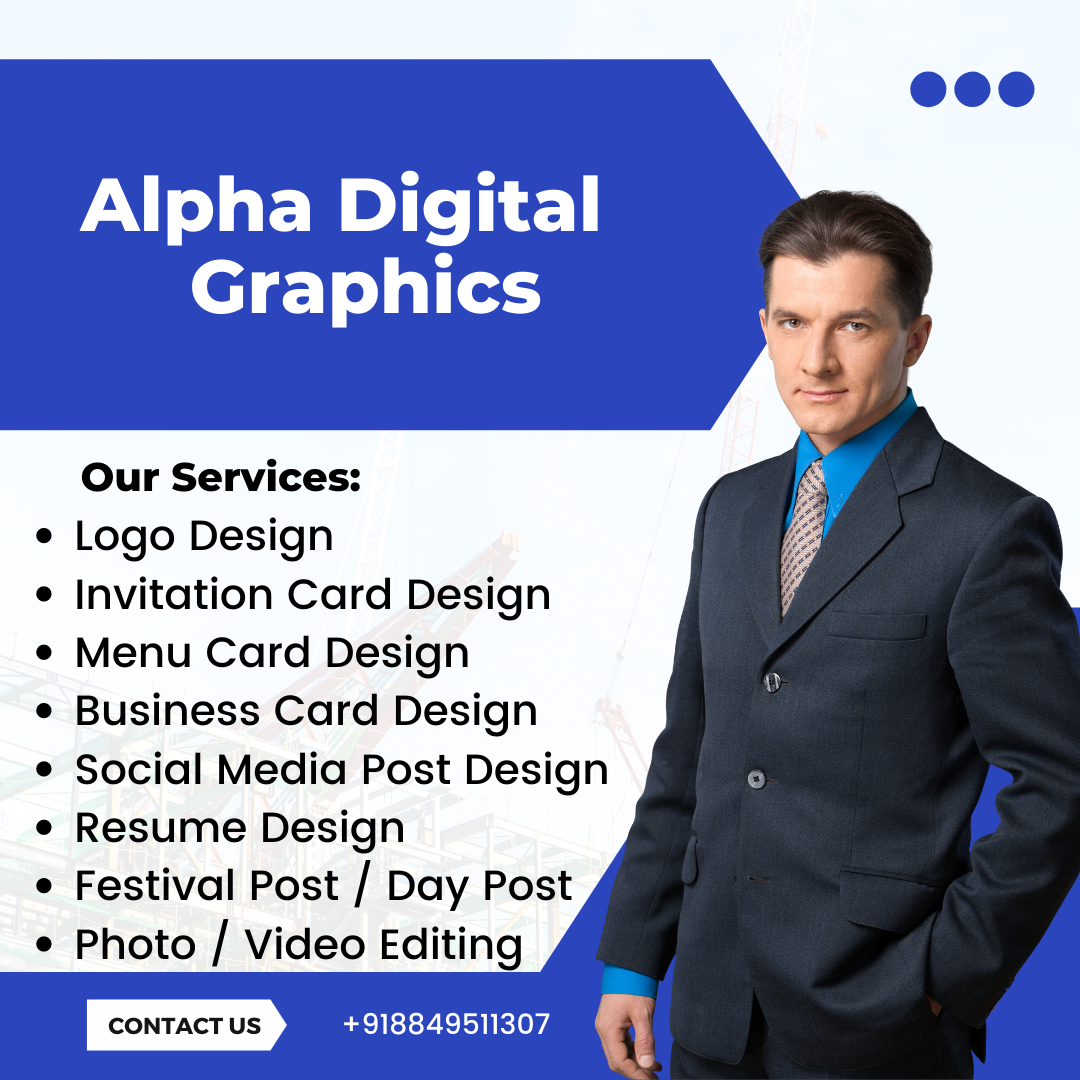 Alpha Digital
Graphics
Our Services:
• Logo Design
• Invitation Card Design
• Menu Card Design
• Business Card Design
• Social Media Post Design
• Resume Design
• Festival Post / Day Post
• Photo / Video Editing
CONTACT US
+918849511307